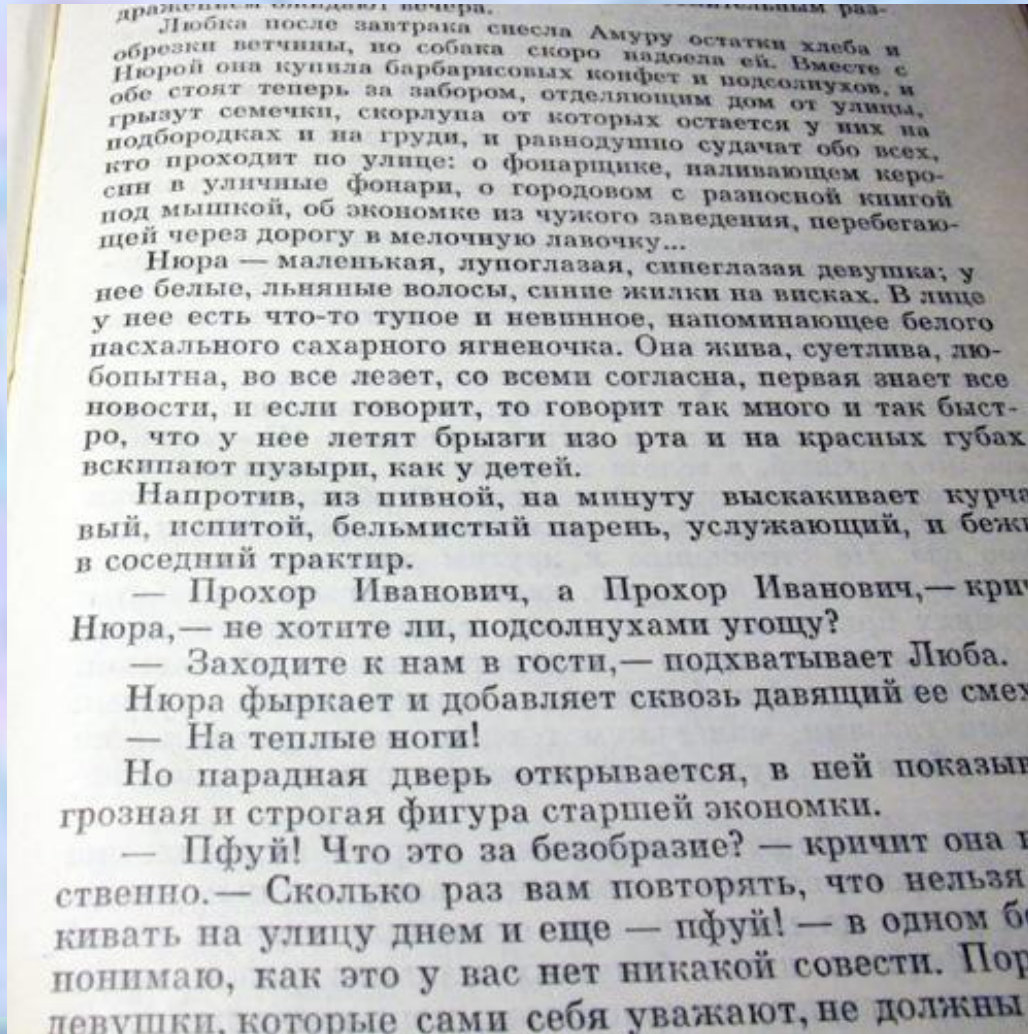 дражением ожидают вечера. раз-
Любка после завтрака снесла Амуру остатки хлеба и
обрезки ветчины, но собака скоро надоела ей. Вместе с
Нюрой она купила барбарисовых конфет и подсолнухов, и
обе стоят теперь за забором, отделяющим дом от улицы,
грызут семечки, скорлупа от которых остается у них на
подбородках и на груди, и равнодушно судачат обо всех,
кто проходит по улице: о фонарщике, наливающем керо-
син в уличные фонари, о городовом с разносной книгой
под мышкой, об экономке из чужого заведения, перебегаю-
щей через дорогу в мелочную лавочку...
Нюра — маленькая, лупоглазая, синеглазая девушка; у
нее белые, льняные волосы, синие жилки на висках. В лице
у нее есть что-то тупое и невинное, напоминающее белого
пасхального сахарного ягненочка. Она жива, суетлива, лю-
бопытна, во все лезет, со всеми согласна, первая знает все
новости, и если говорит, то говорит так много и так быст-
ро, что у нее летят брызги изо рта и на красных губах
вскипают пузыри, как у детей.
Напротив, из пивной, на минуту выскакивает курча
вый, испитой, бельмистый парень, услужающий, и бежи
в соседний трактир.
— Прохор Иванович, а Прохор Иванович,— крич
Нюра,— не хотите ли, подсолнухами угощу?
— Заходите к нам в гости,— подхватывает Люба.
Нюра фыркает и добавляет сквозь давящий ее смех
— На теплые ноги!
Но парадная дверь открывается, в ней показыв
грозная и строгая фигура старшей экономки.
— Пфуй! Что это за безобразие? — кричит она н
ственно.— Сколько раз вам повторять, что нельзя
кивать на улицу днем и еще — пфуй! — в одном бе
понимаю, как это у вас нет никакой совести. Пор
девушки, которые сами себя уважают, не должны